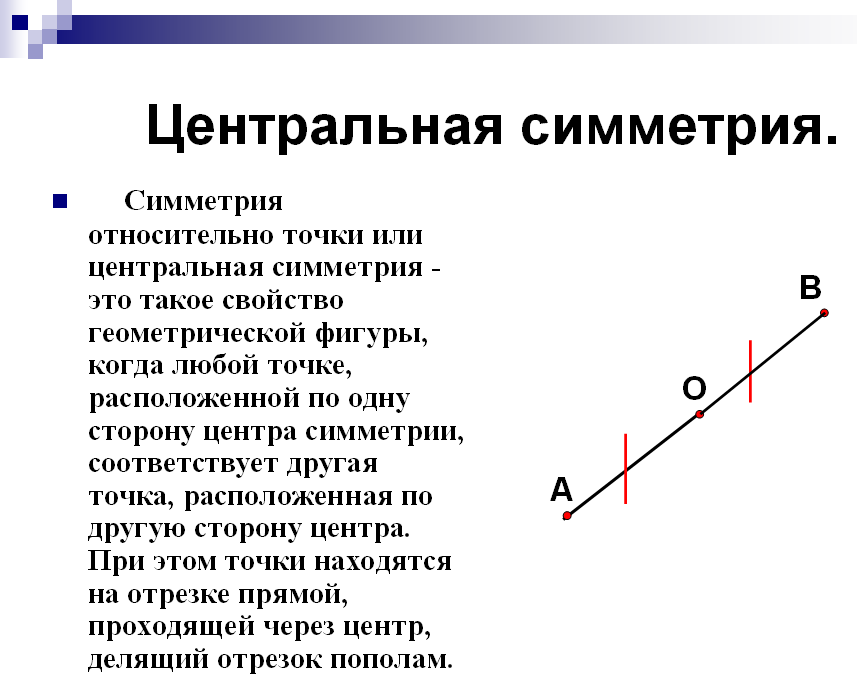 Центральная симметрия.
Симметрия
относительно точки или
центральная симметрия -
это такое свойство
геометрической фигуры,
когда любой точке,
расположенной по одну
сторону центра симметрии,
соответствует другая
точка, расположенная по
другую сторону центра.
При этом точки находятся
на отрезке прямой,
проходящей через центр,
делящий отрезок пополам.
В
О
А